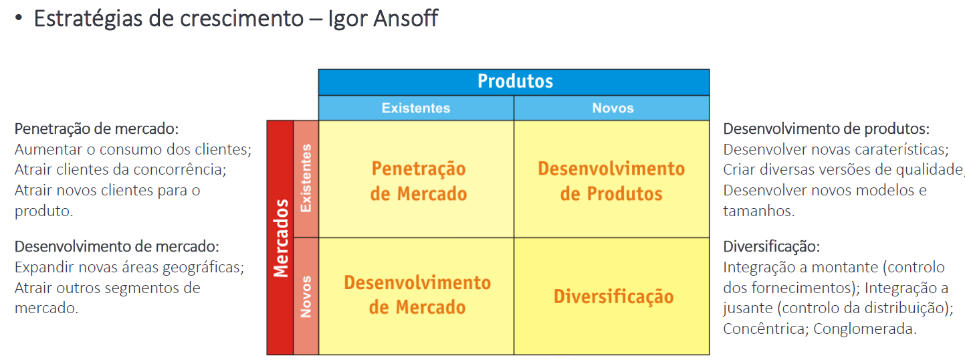 • Estratégias de crescimento – Igor Ansoff
Penetração de mercado:
Aumentar o consumo dos clientes;
Atrair clientes da concorrência;
Atrair novos clientes para o
produto.
Desenvolvimento de mercado:
Expandir novas áreas geográficas;
Atrair outros segmentos de
mercado.
Produtos
Existentes
Novos
Mercados
Existentes
Penetração
de Mercado
Desenvolvimento
de Produtos
Novos
Desenvolvimento
de Mercado
Diversificação
Desenvolvimento de produtos:
Desenvolver novas caraterísticas;
Criar diversas versões de qualidade;
Desenvolver novos modelos e
tamanhos.
Diversificação:
Integração a montante (controlo
dos fornecimentos); Integração a
jusante (controlo da distribuição);
Concêntrica; Conglomerada.